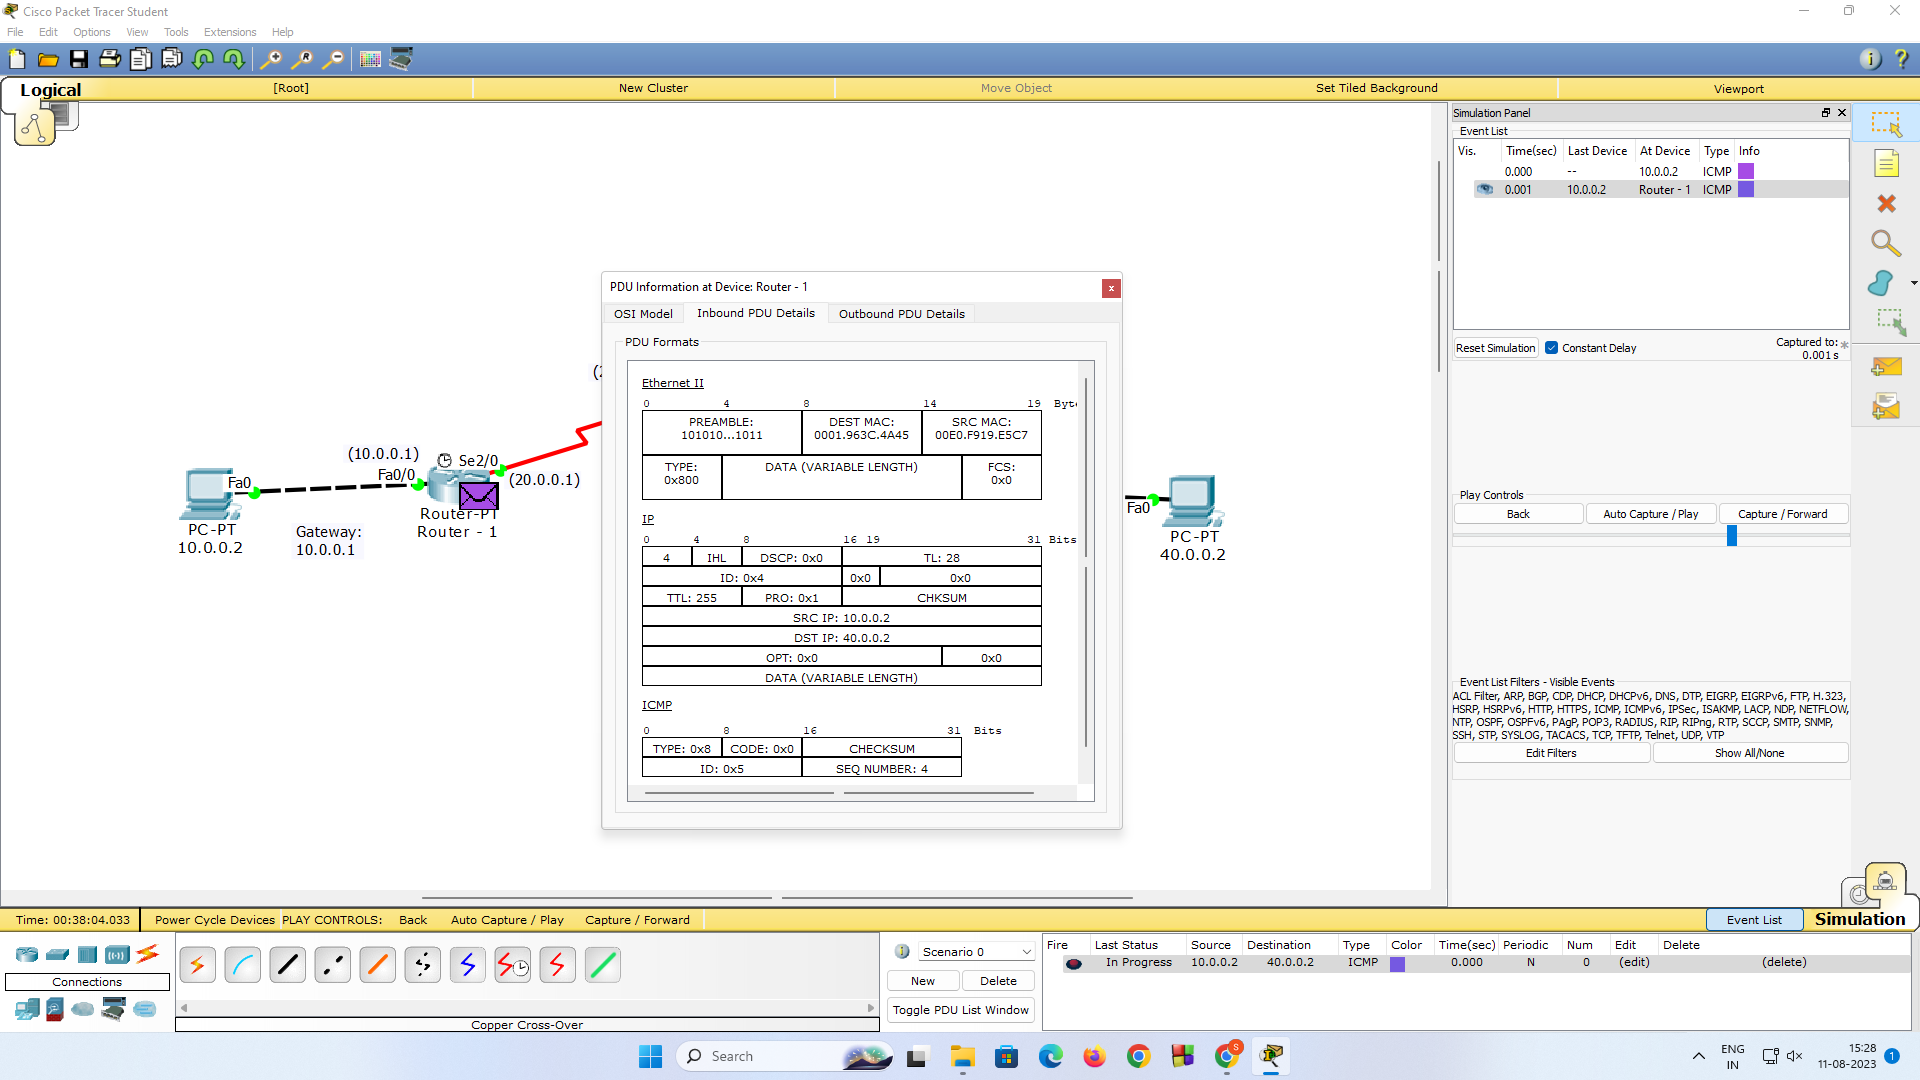 Cisco Packet Tracer Student
File Edit Options View Tools Extensions Help
Logical [Root] New Cluster Move Object Set Tiled Background Viewport
Simulation Panel
Event List
Vis. Time(sec) Last Device At Device Type Info
0.000 -- 10.0.0.2 ICMP
0.001 10.0.0.2 Router - 1 ICMP
Reset Simulation Constant Delay Captured to: *
0.001 s
Play Controls
Back Auto Capture / Play Capture / Forward
Event List Filters - Visible Events
ACL Filter, ARP, BGP, CDP, DHCP, DHCPv6, DNS, DTP, EIGRP, EIGRPv6, FTP, H.323,
HSRP, HSRPv6, HTTP, HTTPS, ICMP, ICMPv6, IPSec, ISAKMP, LACP, NDP, NETFLOW,
NTP, OSPF, OSPFv6, PAgP, POP3, RADIUS, RIP, RIPng, RTP, SCCP, SMTP, SNMP,
SSH, STP, SYSLOG, TACACS, TCP, TFTP, Telnet, UDP, VTP
Edit Filters Show All/None
PDU Information at Device: Router - 1
OSI Model Inbound PDU Details Outbound PDU Details
PDU Formats
Ethernet II
0 4 8 14 19 Byte
PREAMBLE: DEST MAC: SRC MAC:
101010...1011 0001.963C.4A45 00E0.F919.E5C7
TYPE: DATA (VARIABLE LENGTH) FCS:
0x800 0x0
IP
0 4 8 16 19 31 Bits
4 IHL DSCP: 0x0 TL: 28
ID: 0x4 0x0 0x0
TTL: 255 PRO: 0x1 CHKSUM
SRC IP: 10.0.0.2
DST IP: 40.0.0.2
OPT: 0x0 0x0
DATA (VARIABLE LENGTH)
ICMP
0 8 16 31 Bits
TYPE: 0x8 CODE: 0x0 CHECKSUM
ID: 0x5 SEQ NUMBER: 4
(2
(10.0.0.1) Se2/0
Fa0/0
Fa0
(20.0.0.1)
Router-PT
Router - 1
PC-PT
10.0.0.2
Gateway:
10.0.0.1
Fa0
PC-PT
40.0.0.2
Time: 00:38:04.033 Power Cycle Devices PLAY CONTROLS: Back Auto Capture / Play Capture / Forward Event List Simulation
Connections
Copper Cross-Over
Scenario 0
New Delete
Toggle PDU List Window
Fire Last Status Source Destination Type Color Time(sec) Periodic Num Edit Delete
In Progress 10.0.0.2 40.0.0.2 ICMP 0.000 N 0 (edit) (delete)
Search
S
ENG
IN
15:28
11-08-2023
1